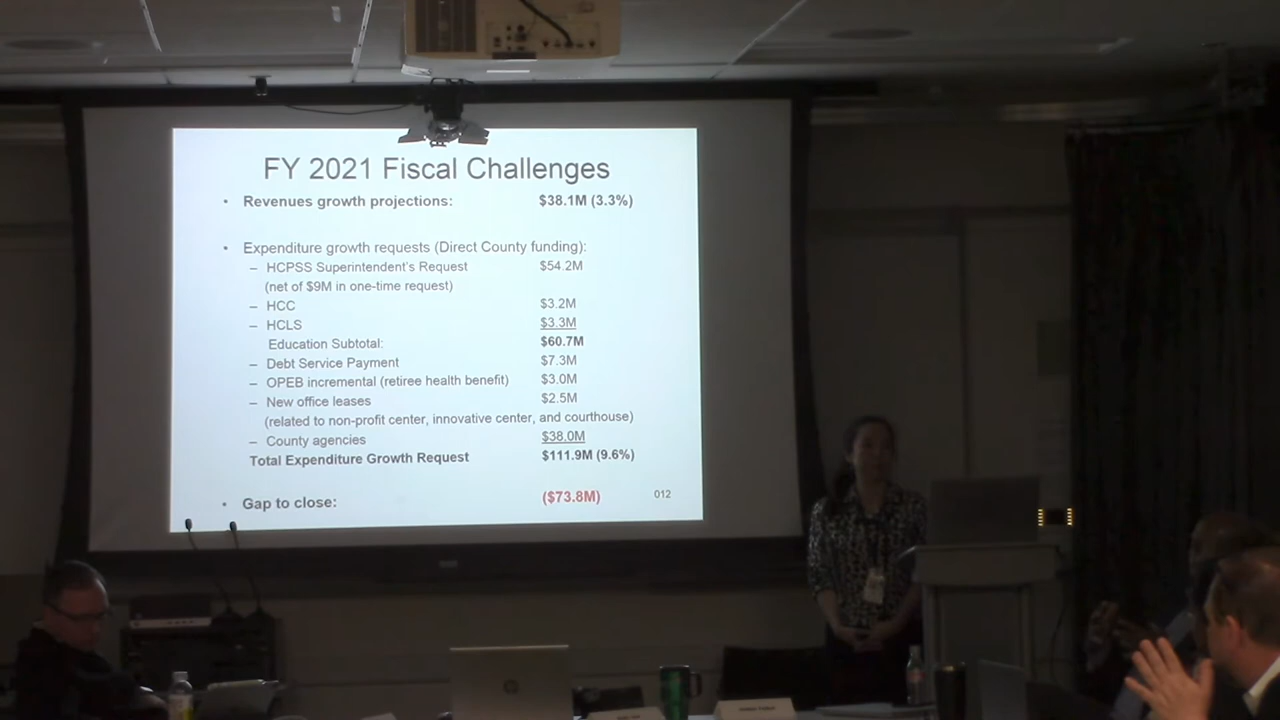 FY 2021 Fiscal Challenges
• Revenues growth projections: $38.1M (3.3%)
• Expenditure growth requests (Direct County funding):
– HCPSS Superintendent's Request $54.2M
(net of $9M in one-time request)
– HCC $3.2M
– HCLS $3.3M
Education Subtotal: $60.7M
– Debt Service Payment $7.3M
– OPEB incremental (retiree health benefit) $3.0M
– New office leases $2.5M
(related to non-profit center, innovative center, and courthouse)
– County agencies $38.0M
Total Expenditure Growth Request $111.9M (9.6%)
• Gap to close: ($73.8M)
012